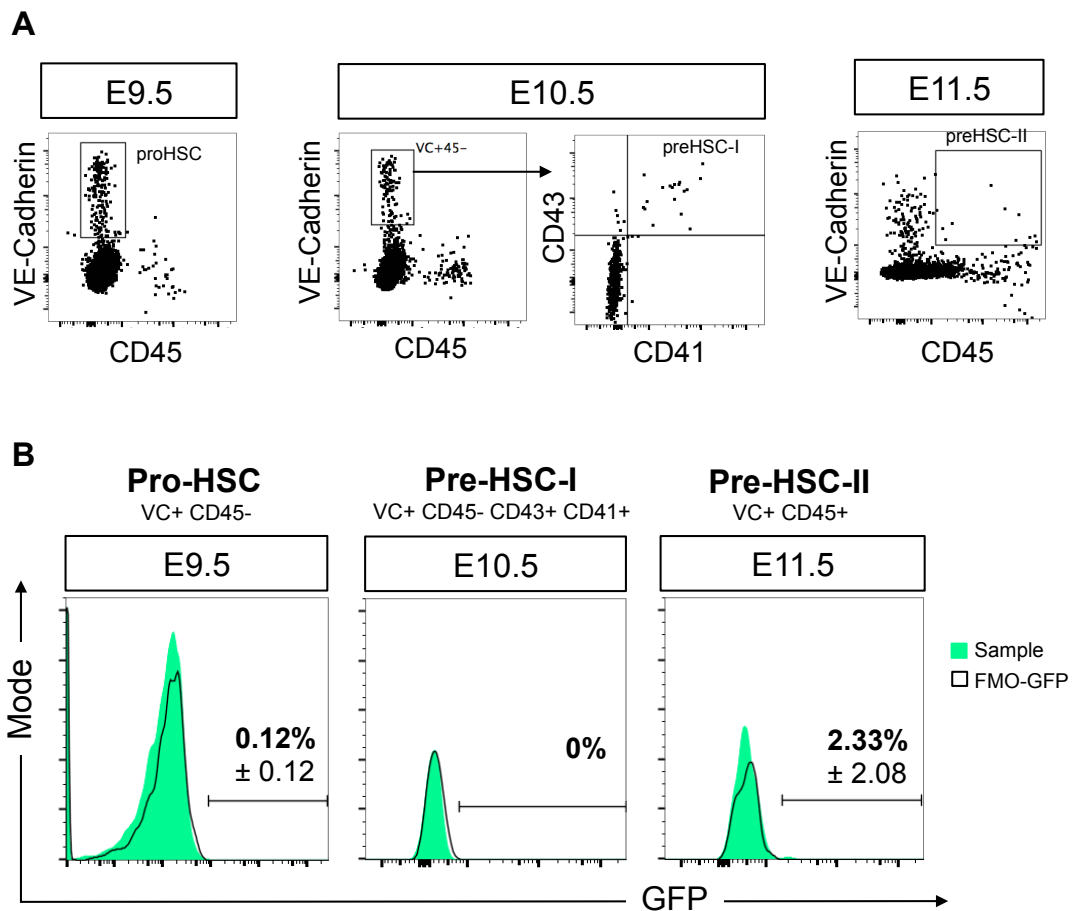 A
E9.5
E10.5
E11.5
VE-Cadherin
proHSC
CD45
VE-Cadherin
VC+45-
CD45
CD43
preHSC-I
CD41
VE-Cadherin
preHSC-II
CD45
B
Pro-HSC
VC+ CD45-
Pre-HSC-I
VC+ CD45- CD43+ CD41+
Pre-HSC-II
VC+ CD45+
E9.5
E10.5
E11.5
Mode
0.12%
± 0.12
0%
2.33%
± 2.08
Sample
FMO-GFP
GFP